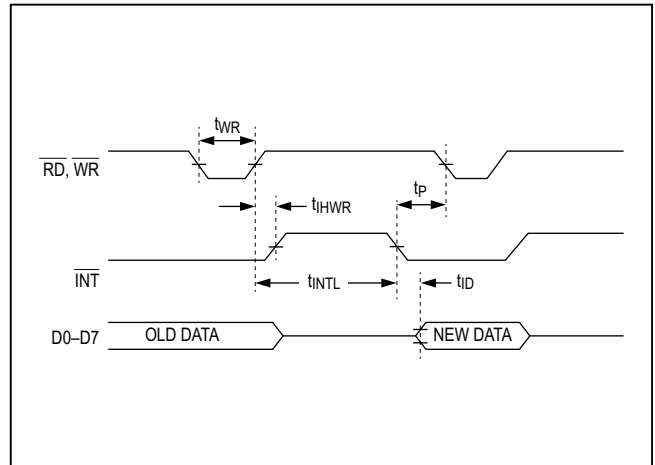 tWR
RD, WR
tP
tIHWR
INT
tINTL
tID
D0–D7 OLD DATA NEW DATA